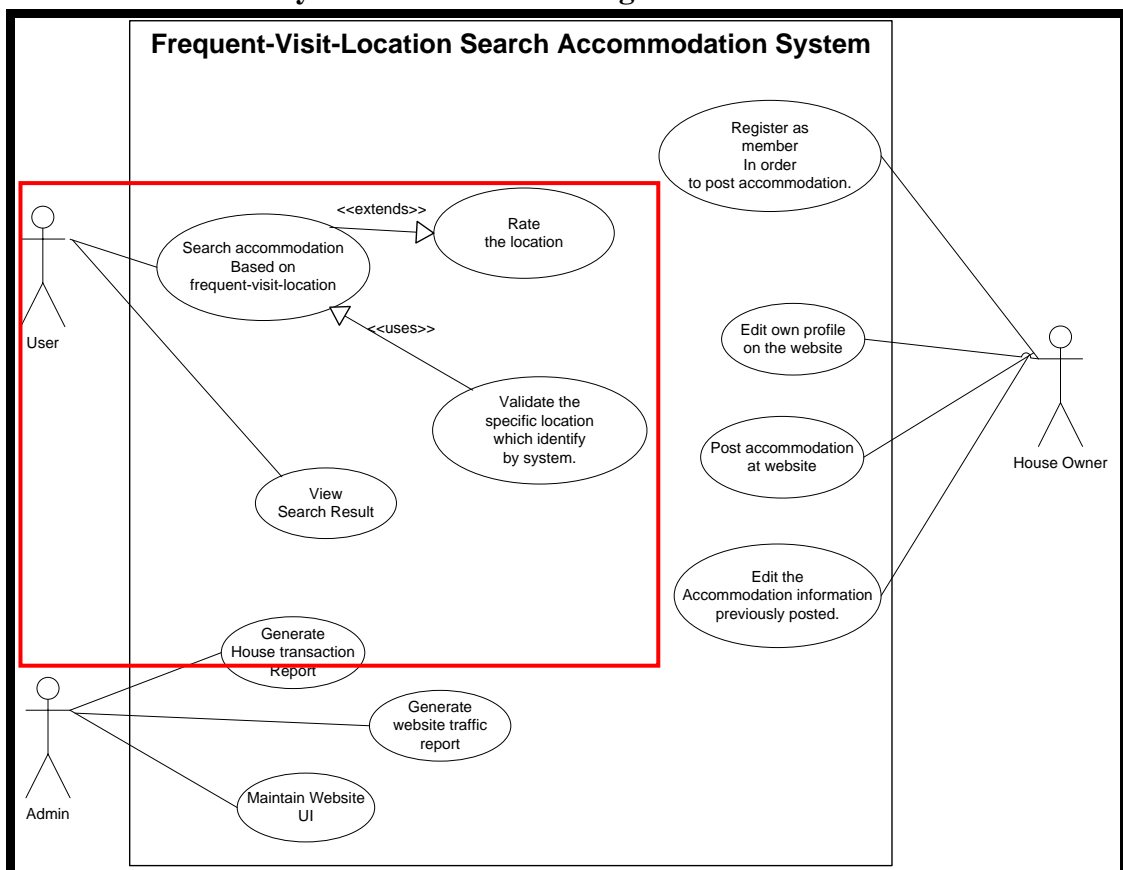 Frequent-Visit-Location Search Accommodation System
Register as
member
In order
to post accommodation.
<<extends>>
Rate
the location
Search accommodation
Based on
frequent-visit-location
User
<<uses>>
Edit own profile
on the website
Validate the
specific location
which identify
by system.
Post accommodation
at website
House Owner
View
Search Result
Edit the
Accommodation information
previously posted.
Generate
House transaction
Report
Generate
website traffic
report
Maintain Website
UI
Admin